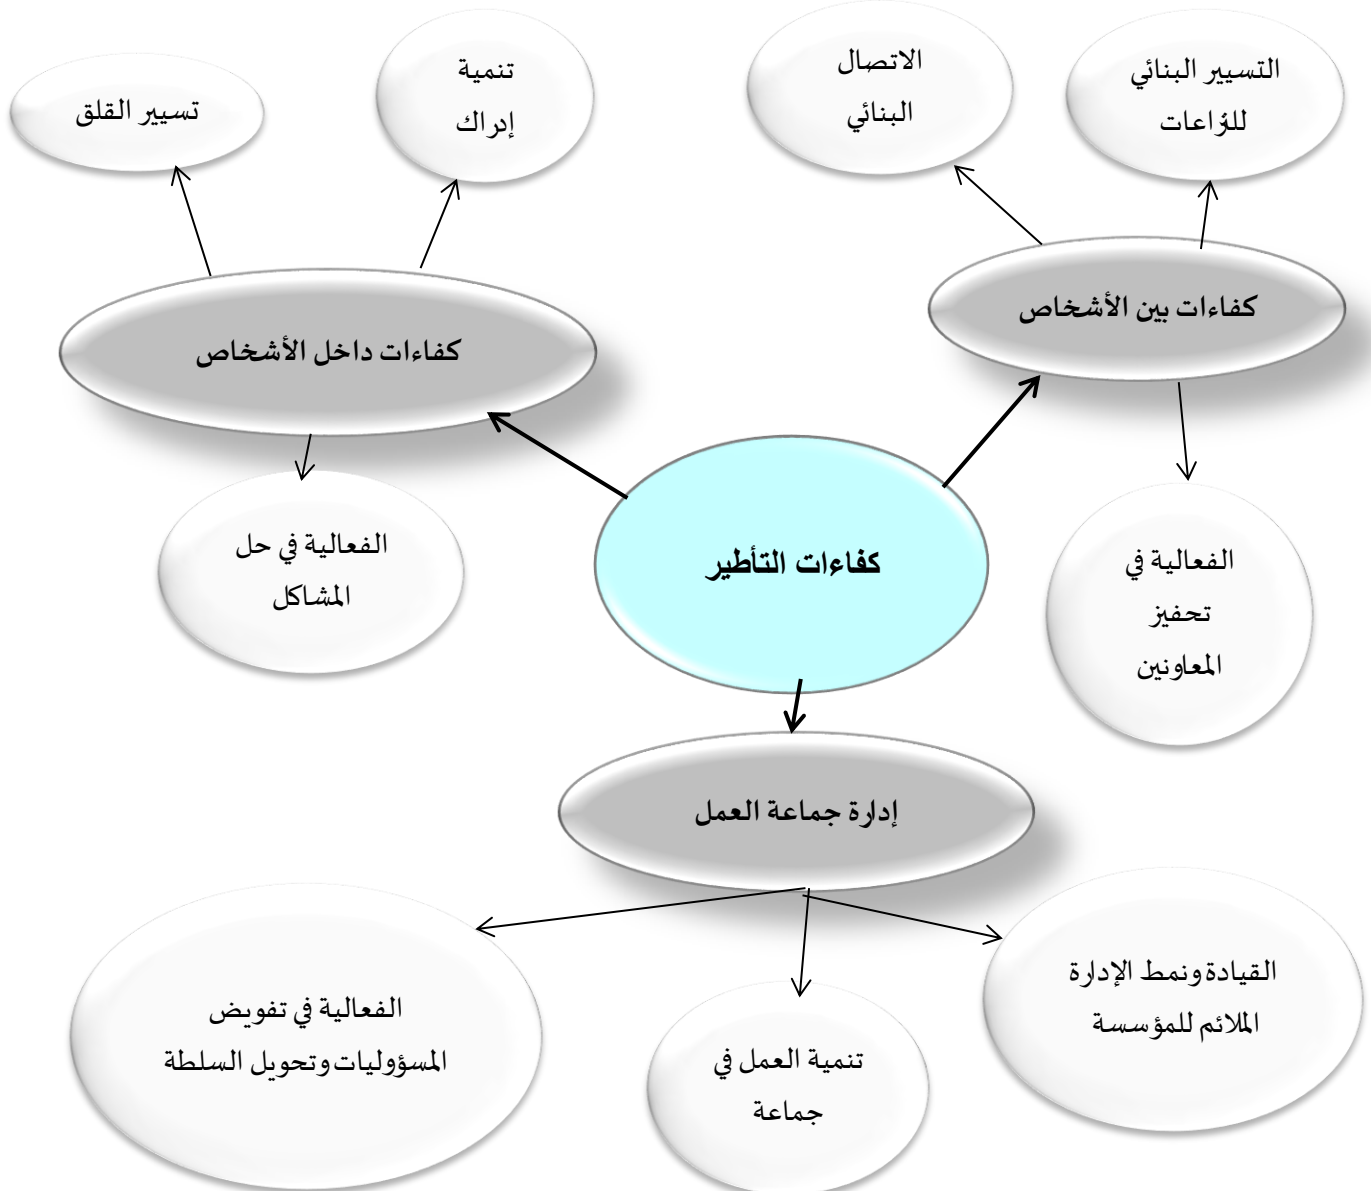 التسيير البنائي
للنزاعات
الاتصال
البنائي
تنمية
إدراك
تسيير القلق
كفاءات بين الأشخاص
كفاءات داخل الأشخاص
الفعالية في حل
المشاكل
كفاءات التأطير
الفعالية في
تحفيز
المعاونين
إدارة جماعة العمل
القيادة ونمط الإدارة
الملائم للمؤسسة
تنمية العمل في
جماعة
الفعالية في تفويض
المسؤوليات وتحويل السلطة